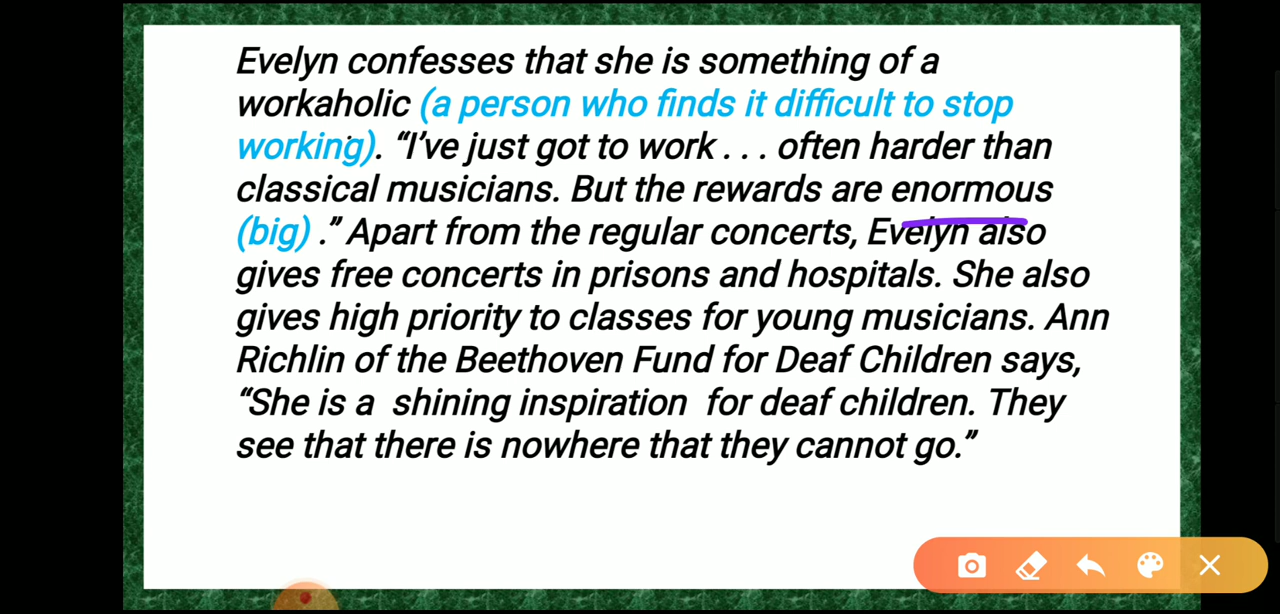 Evelyn confesses that she is something of a
workaholic (a person who finds it difficult to stop
working). “I’ve just got to work . . . often harder than
classical musicians. But the rewards are enormous
(big) .” Apart from the regular concerts, Evelyn also
gives free concerts in prisons and hospitals. She also
gives high priority to classes for young musicians. Ann
Richlin of the Beethoven Fund for Deaf Children says,
“She is a shining inspiration for deaf children. They
see that there is nowhere that they cannot go.”